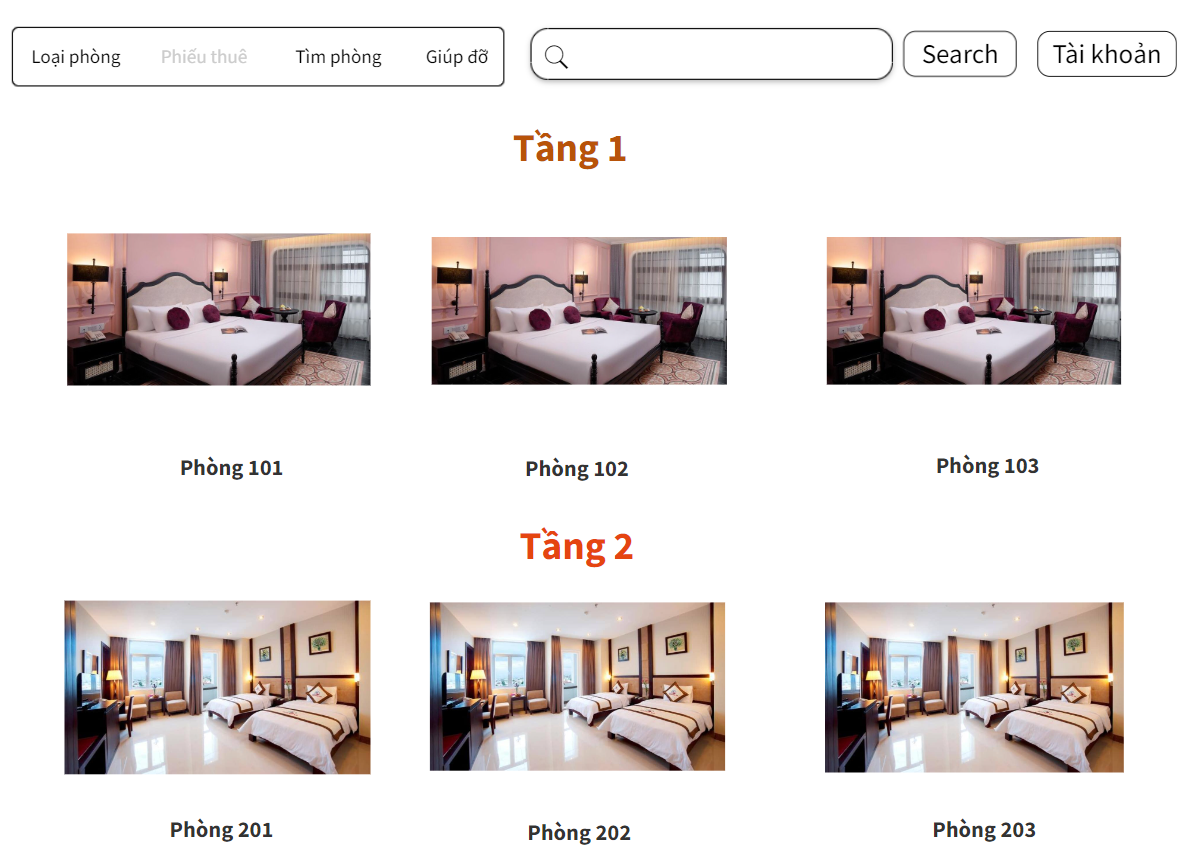 Loại phòng Phiếu thuê Tìm phòng Giúp đỡ Search Tài khoản
Tầng 1
Phòng 101 Phòng 102 Phòng 103
Tầng 2
Phòng 201 Phòng 202 Phòng 203